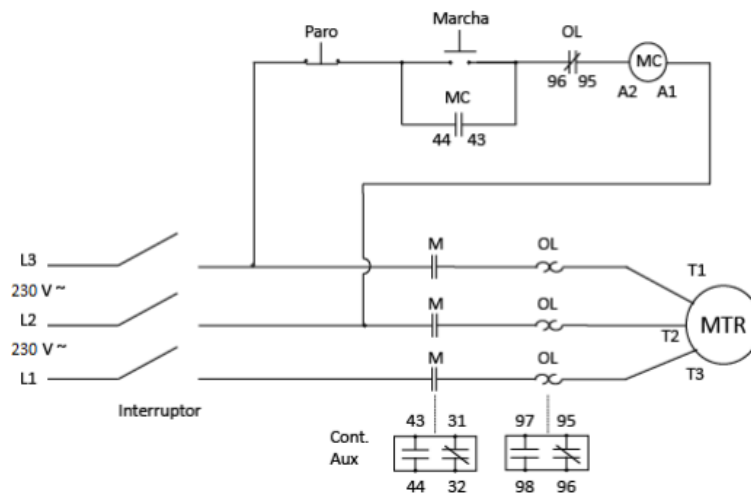 Marcha
Paro
OL
MC
96 95
A2 A1
MC
44 43
L3
M
OL
T1
230 V ~
L2
M
OL
T2
MTR
230 V ~
L1
M
OL
T3
Interruptor
43 31
97 95
Cont.
Aux
44 32
98 96